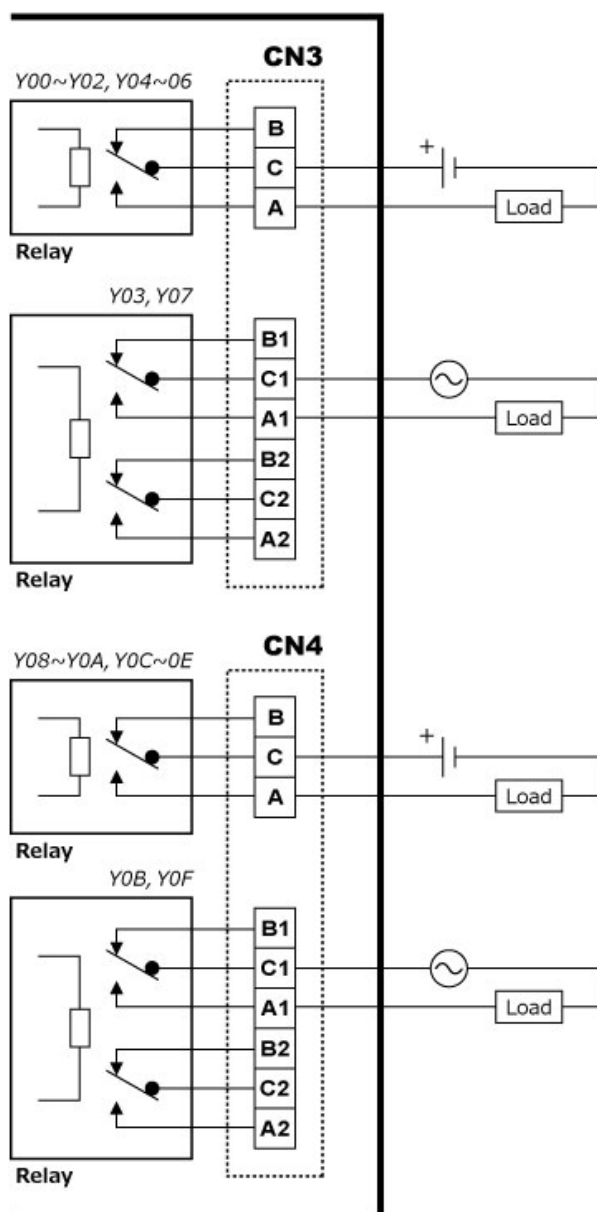 CN3
Y00~Y02, Y04~06
B
+
C
A
Load
Relay
Y03, Y07
B1
C1
A1
Load
B2
C2
A2
Relay
CN4
Y08~Y0A, Y0C~0E
B
+
C
A
Load
Relay
Y0B, Y0F
B1
C1
A1
Load
B2
C2
A2
Relay